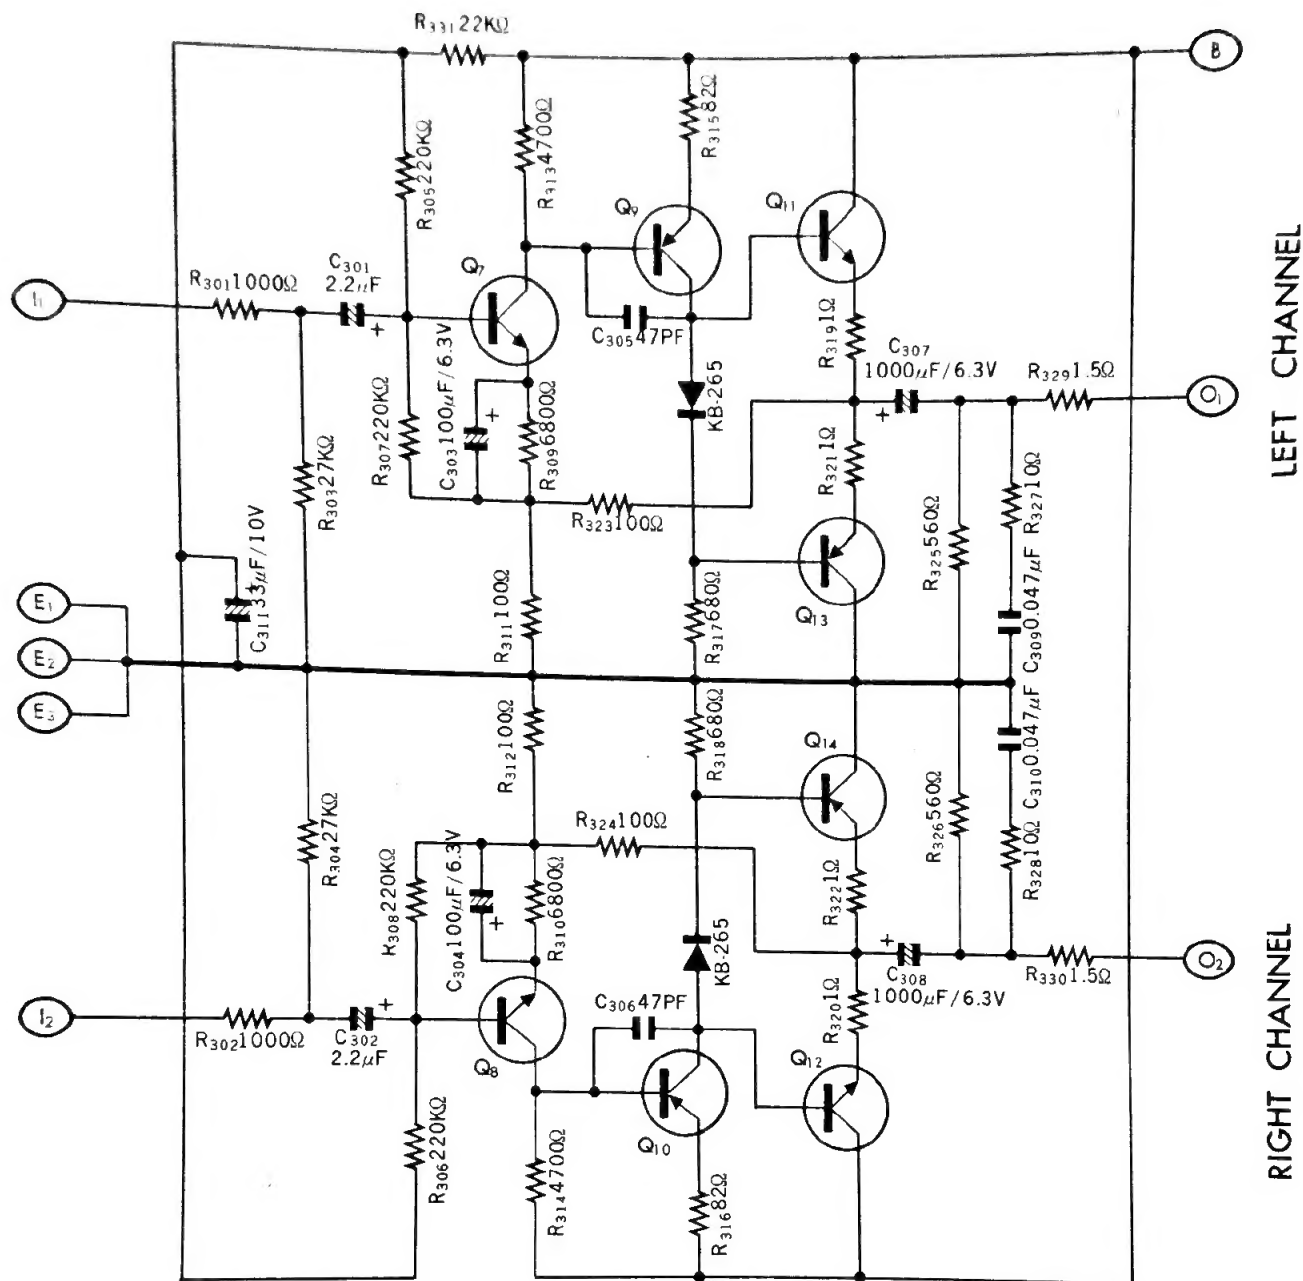 R331 22KΩ
B
R305 220KΩ
R313 4700Ω
R315 82Ω
Q9
Q11
I1
R301 1000Ω
C301
2.2μF
Q7
C305 47PF
R319 1Ω
C307
1000μF/6.3V
R329 1.5Ω
O1
LEFT CHANNEL
KB-265
R303 27KΩ
R307 220KΩ
C303 100μF/6.3V
R309 6800Ω
R321 1Ω
R323 100Ω
R325 560Ω
R327 10Ω
C309 0.047μF
C311 33μF/10V
R311 100Ω
R317 680Ω
Q13
E1
E2
E3
R312 100Ω
R318 680Ω
Q14
R326 560Ω
C310 0.047μF
R328 10Ω
R304 27KΩ
R324 100Ω
R308 220KΩ
C304 100μF/6.3V
R310 6800Ω
R322 1Ω
KB-265
C308
1000μF/6.3V
R330 1.5Ω
O2
RIGHT CHANNEL
I2
R302 1000Ω
C302
2.2μF
Q8
C306 47PF
R320 1Ω
Q12
Q10
R306 220KΩ
R314 4700Ω
R316 82Ω